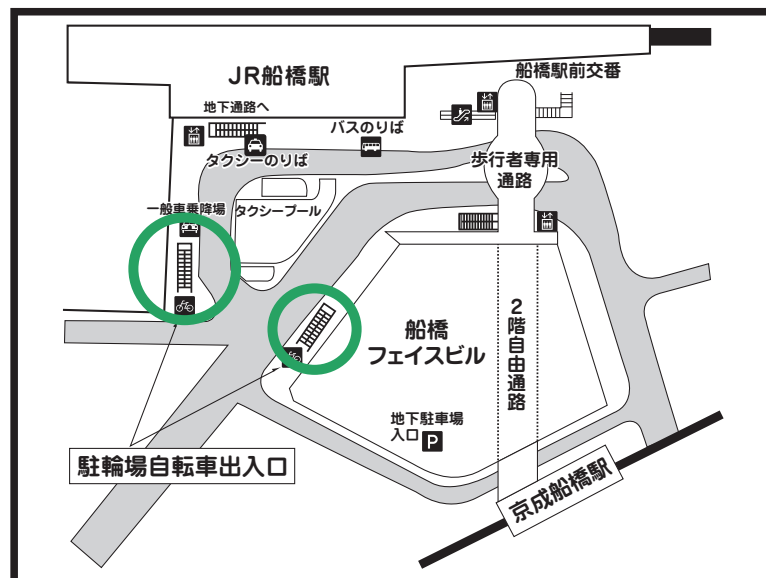 JR船橋駅
船橋駅前交番
地下通路へ
バスのりば
タクシーのりば
歩行者専用
通路
一般車乗降場
タクシープール
2階自由通路
船橋
フェイスビル
地下駐車場
入口
P
駐輪場自転車出入口
京成船橋駅